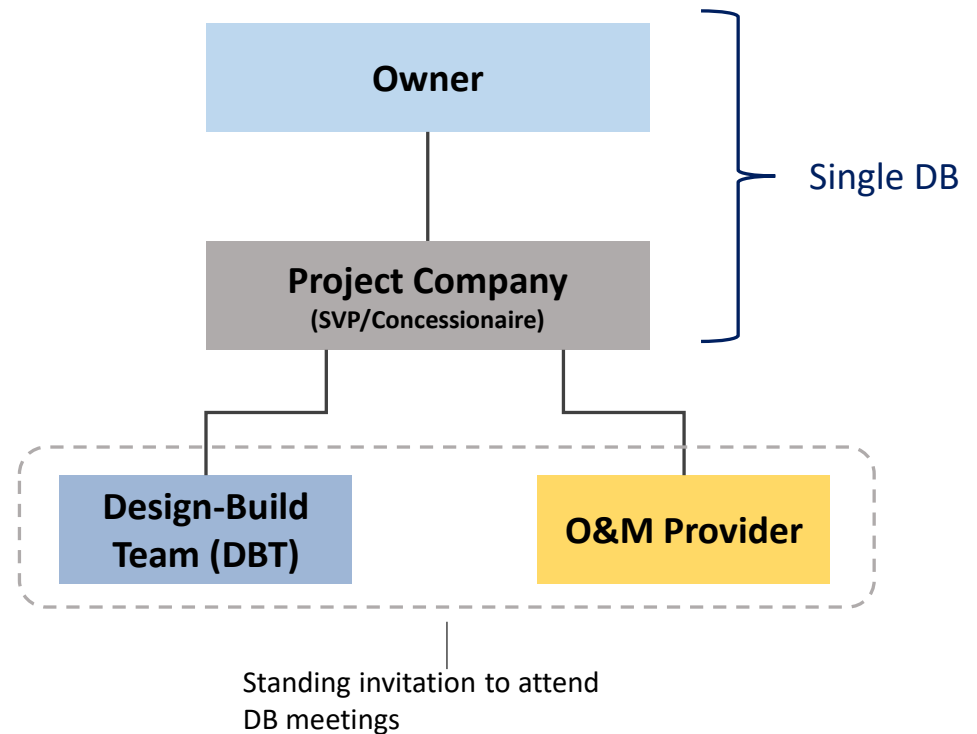 Owner
Single DB
Project Company
(SVP/Concessionaire)
Design-Build
Team (DBT)
O&M Provider
Standing invitation to attend
DB meetings